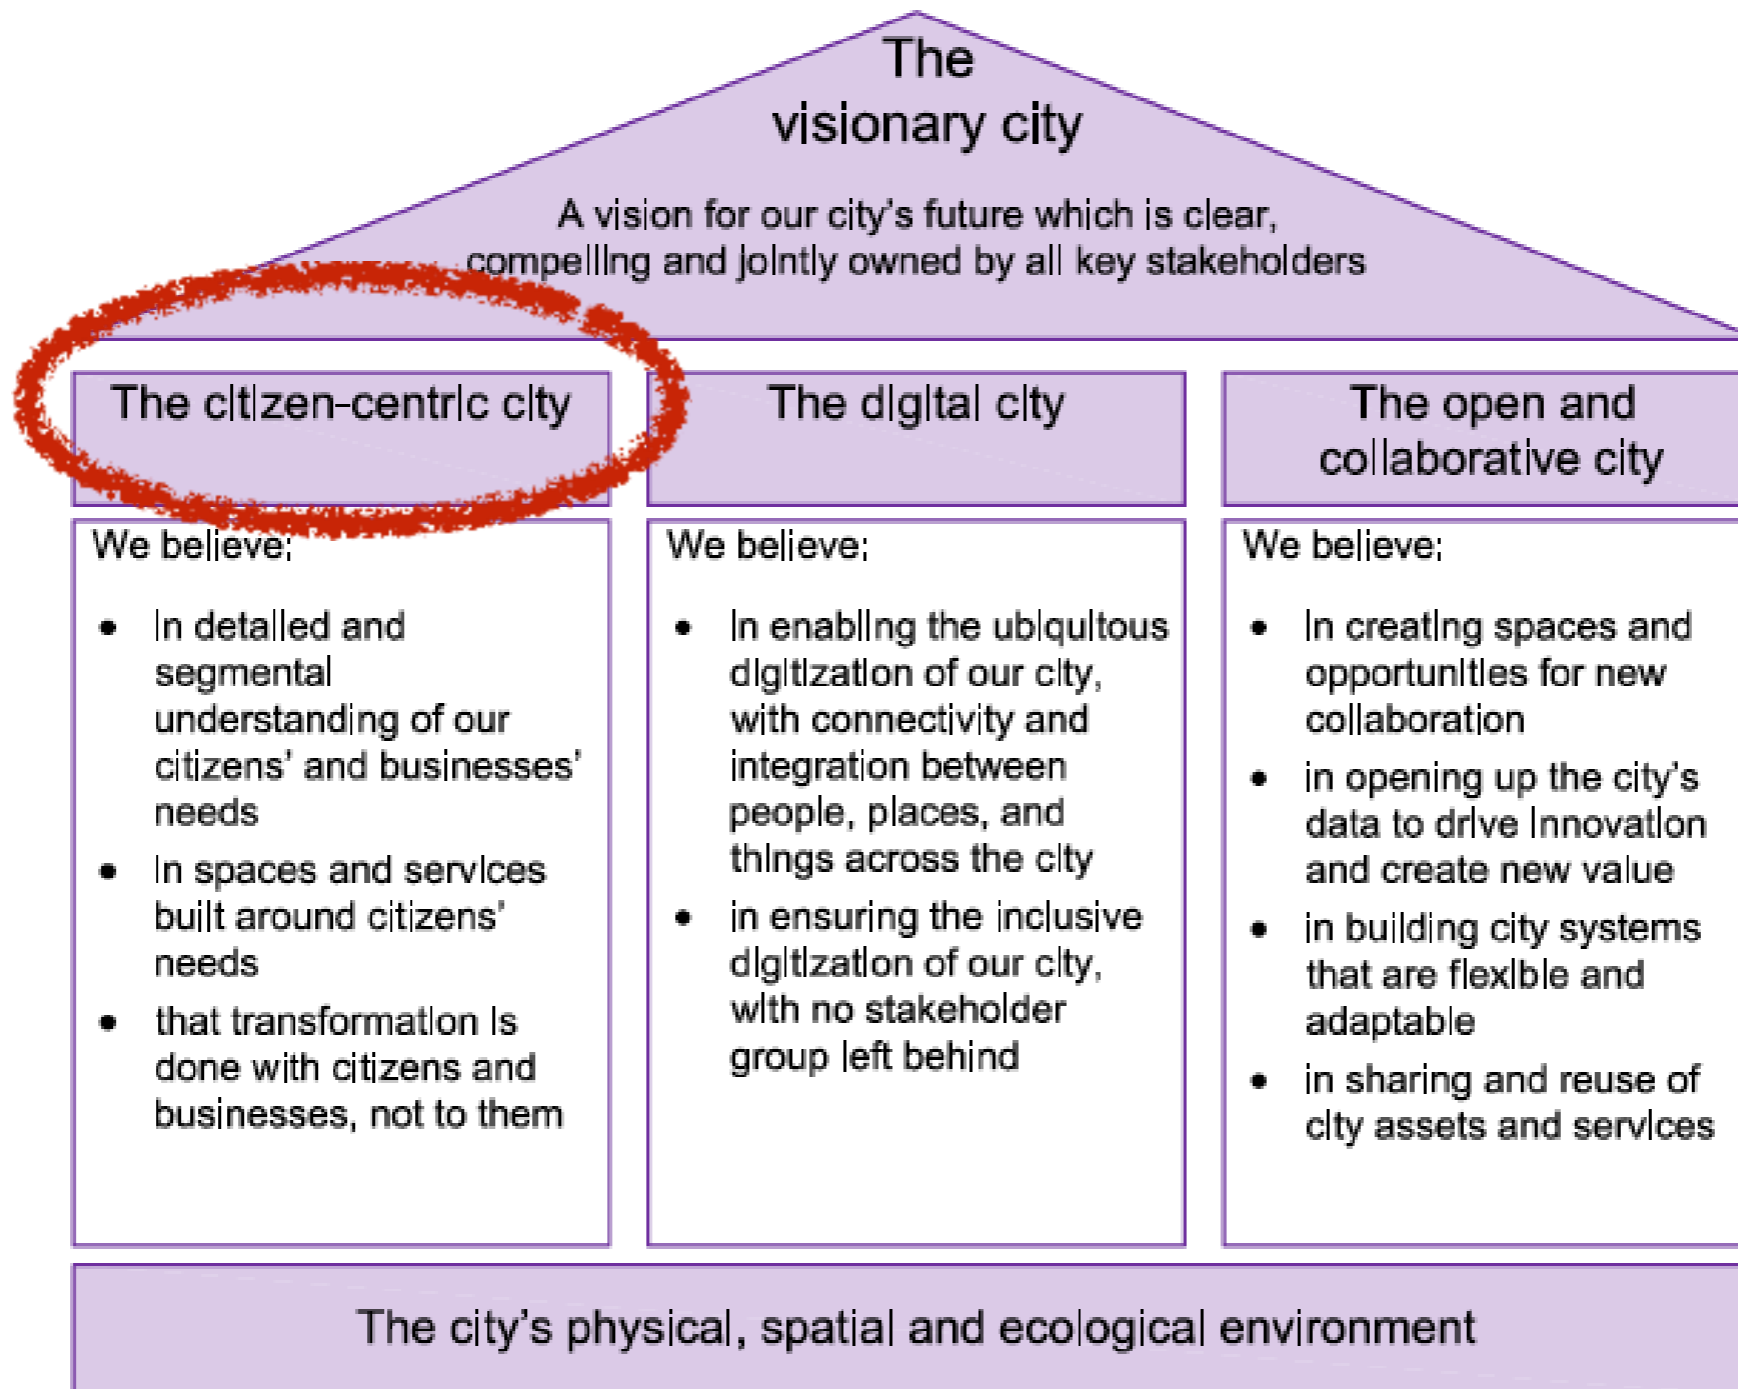 The
visionary city
A vision for our city's future which is clear,
compelling and jointly owned by all key stakeholders
The citizen-centric city
We believe:
• in detailed and
segmental
understanding of our
citizens' and businesses'
needs
• in spaces and services
built around citizens'
needs
• that transformation is
done with citizens and
businesses, not to them
The digital city
We believe:
• in enabling the ubiquitous
digitization of our city,
with connectivity and
integration between
people, places, and
things across the city
• in ensuring the inclusive
digitization of our city,
with no stakeholder
group left behind
The open and
collaborative city
We believe:
• in creating spaces and
opportunities for new
collaboration
• in opening up the city's
data to drive innovation
and create new value
• in building city systems
that are flexible and
adaptable
• in sharing and reuse of
city assets and services
The city's physical, spatial and ecological environment